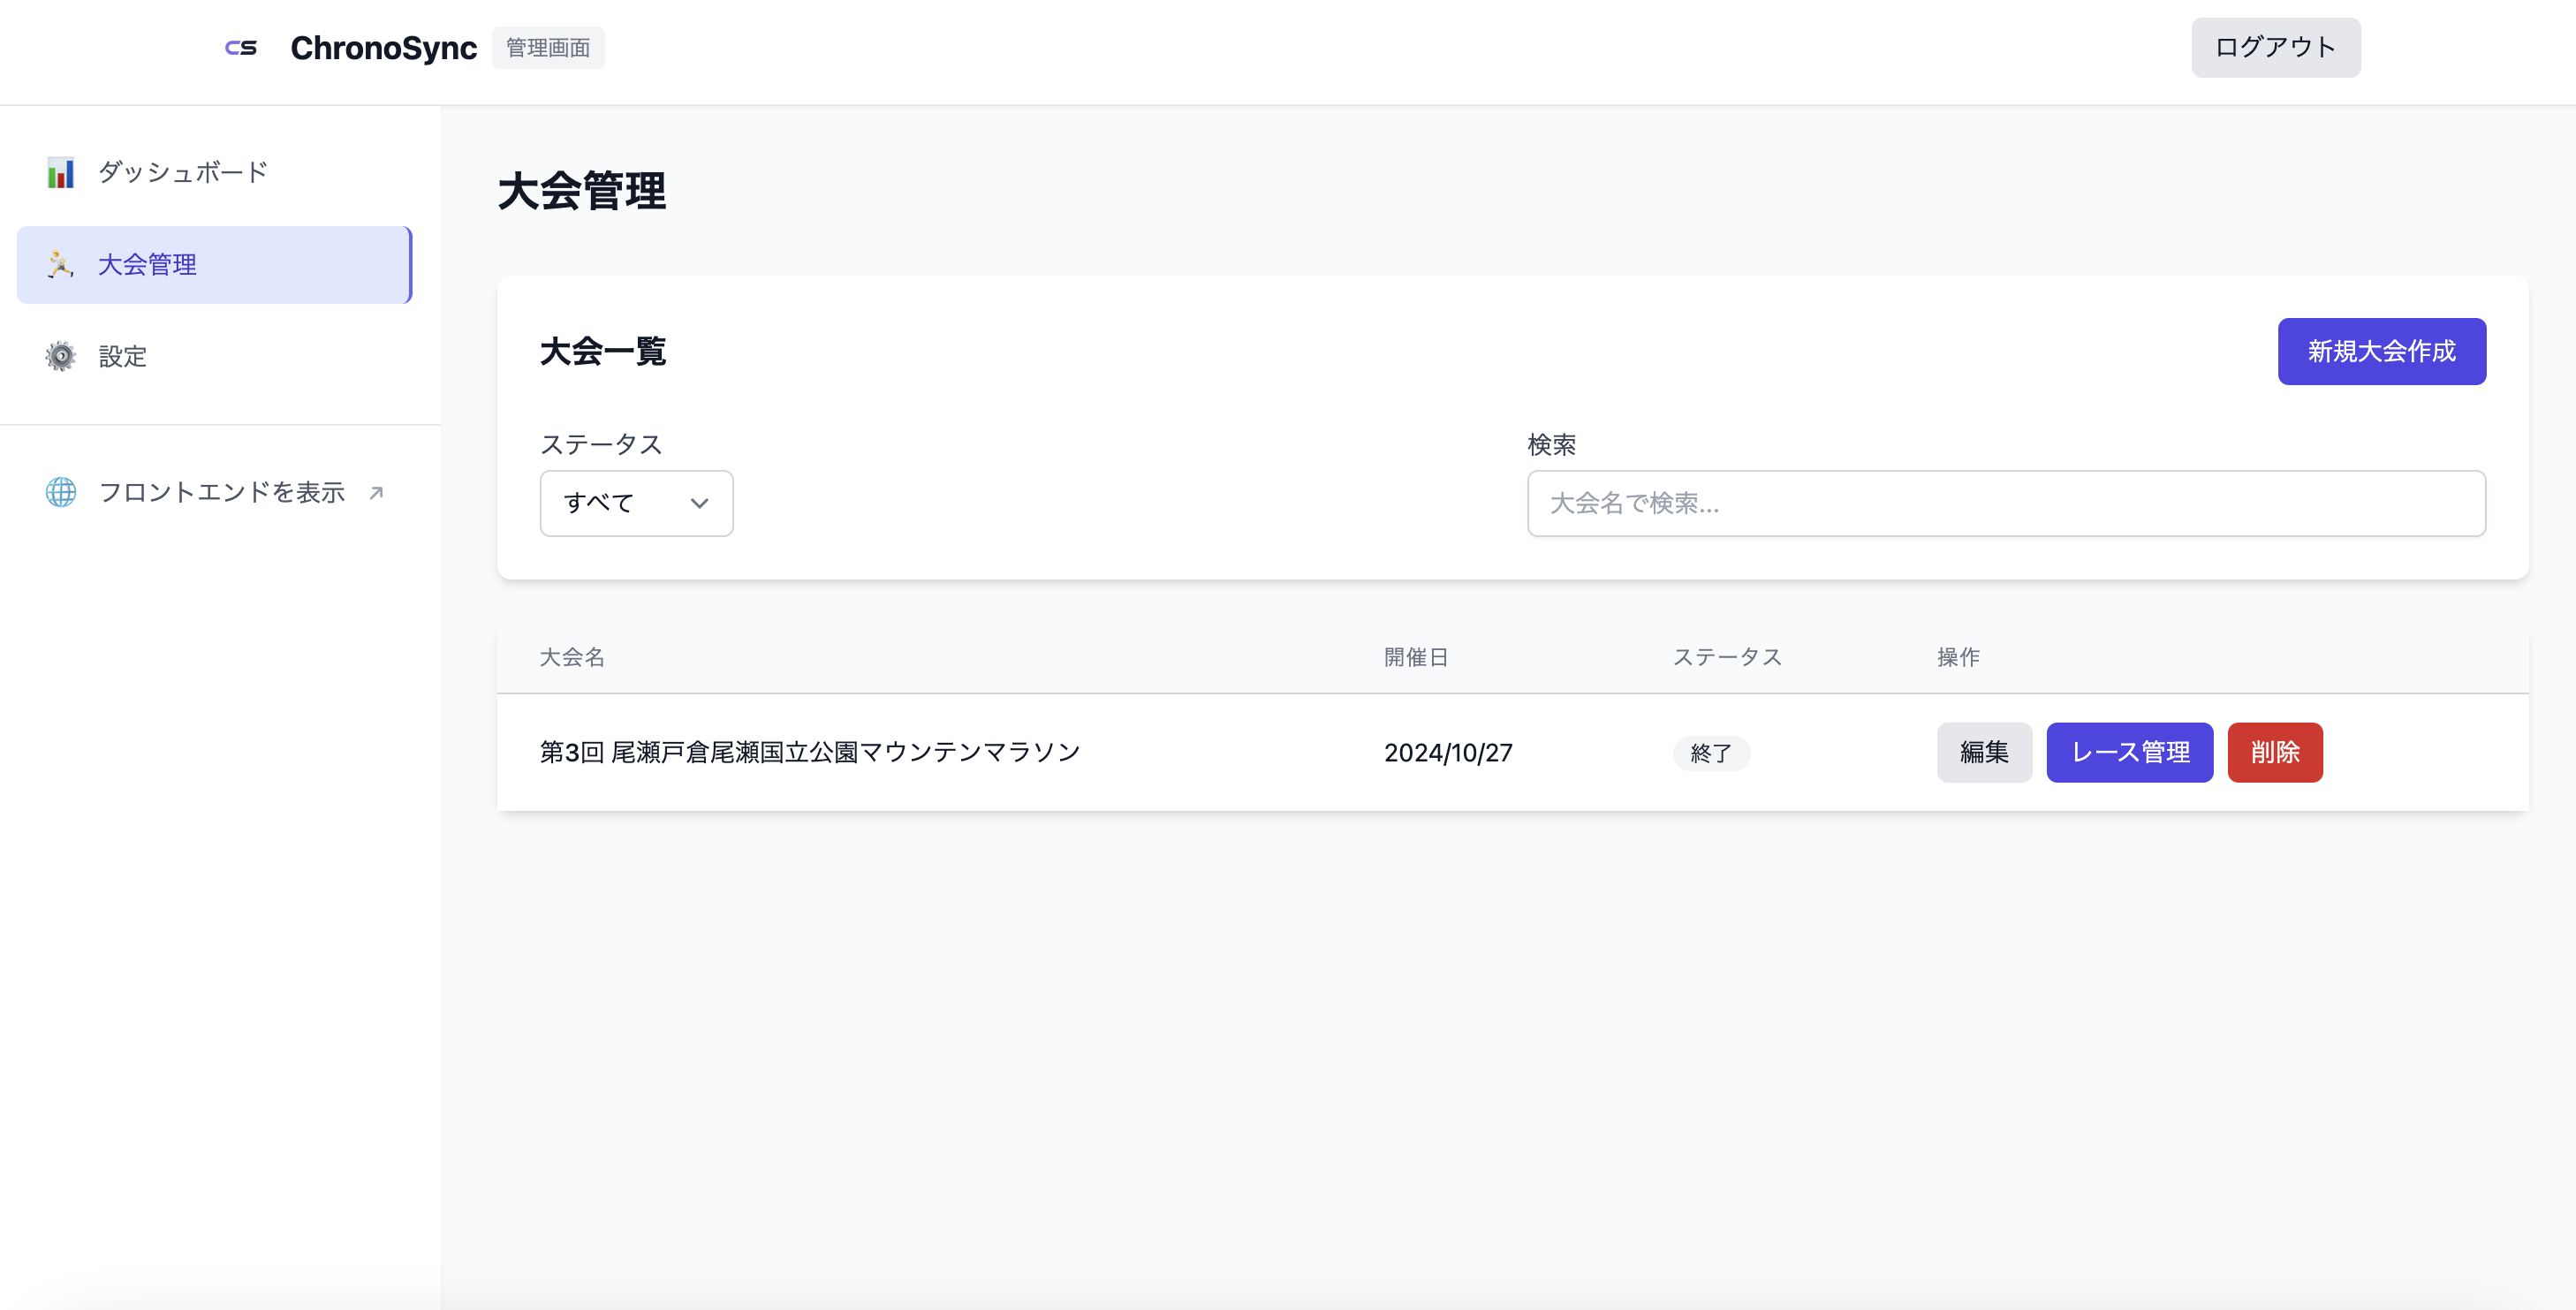 CS ChronoSync 管理画面 ログアウト
ダッシュボード
大会管理
設定
フロントエンドを表示
大会管理
大会一覧 新規大会作成
ステータス 検索
すべて 大会名で検索...
大会名 開催日 ステータス 操作
第3回 尾瀬戸倉尾瀬国立公園マウンテンマラソン 2024/10/27 終了 編集 レース管理 削除